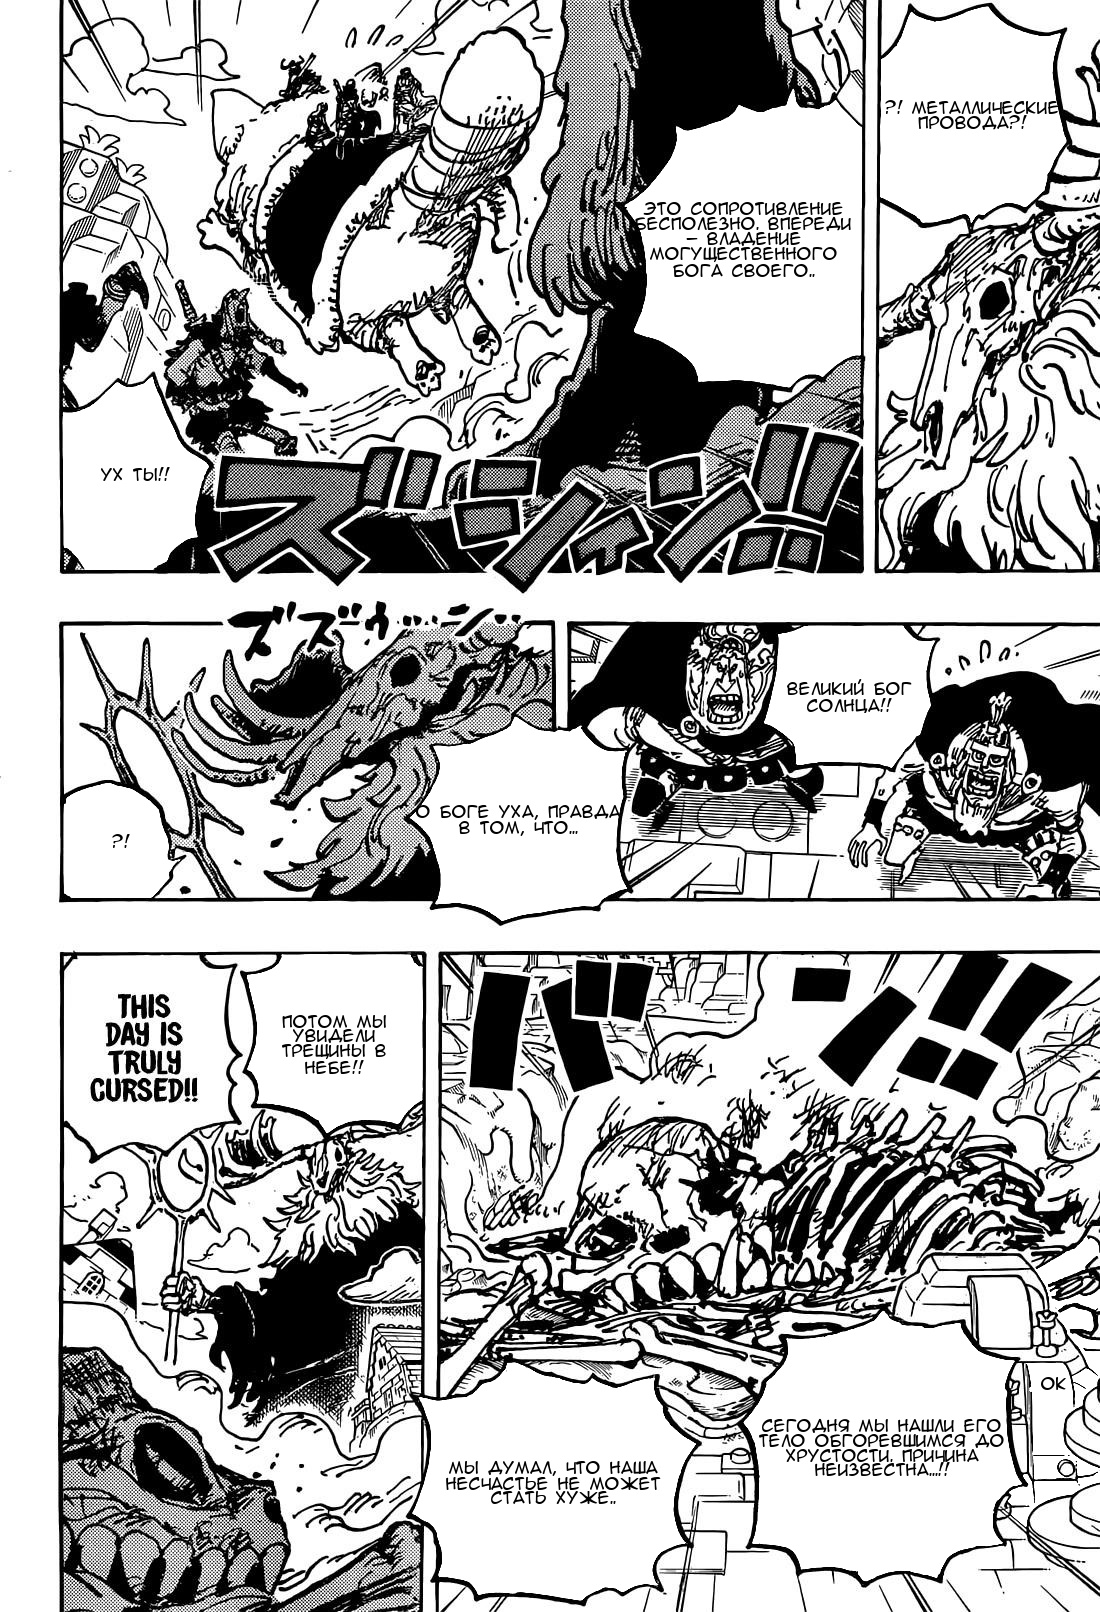 ?! МЕТАЛЛИЧЕСКИЕ
ПРОВОДА?!
ЭТО СОПРОТИВЛЕНИЕ
БЕСПОЛЕЗНО. ВПЕРЕДИ
– ВЛАДЕНИЕ
МОГУЩЕСТВЕННОГО
БОГА СВОЕГО..
УХ ТЫ!!
ズシィン!!
ズズゥ…ン…
ВЕЛИКИЙ БОГ
СОЛНЦА!!
О БОГЕ УХА, ПРАВДА
В ТОМ, ЧТО...
?!
バーン!!
СЕГОДНЯ МЫ НАШЛИ ЕГО
ТЕЛО ОБГОРЕВШИМСЯ ДО
ХРУСТОСТИ. ПРИЧИНА
НЕИЗВЕСТНА....!!
ОК
МЫ ДУМАЛ, ЧТО НАША
НЕСЧАСТЬЕ НЕ МОЖЕТ
СТАТЬ ХУЖЕ..
ПОТОМ МЫ
УВИДЕЛИ
ТРЕЩИНЫ В
НЕБЕ!!
THIS
DAY IS
TRULY
CURSED!!